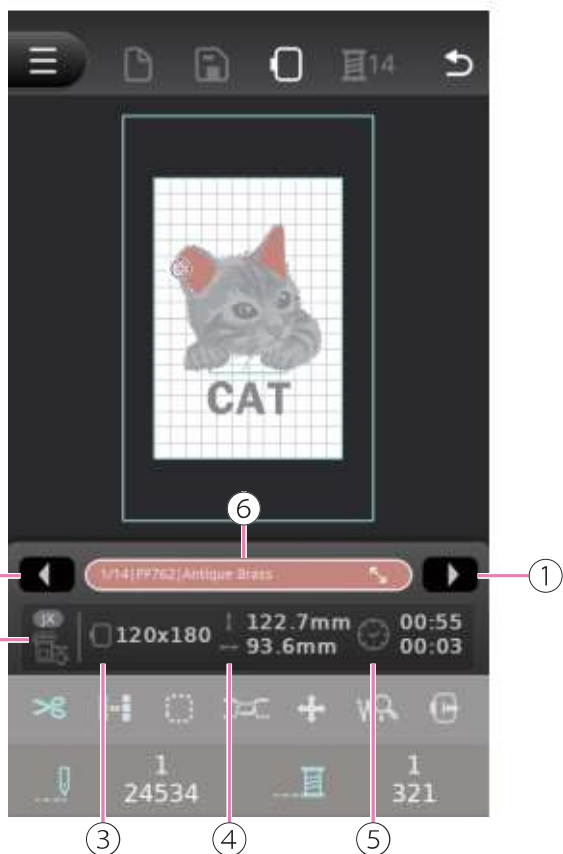 14
CAT
⑥
1/14|PF762|Antique Brass
①
JX
120x180
122.7mm
93.6mm
00:55
00:03
1
24534
1
321
③
④
⑤